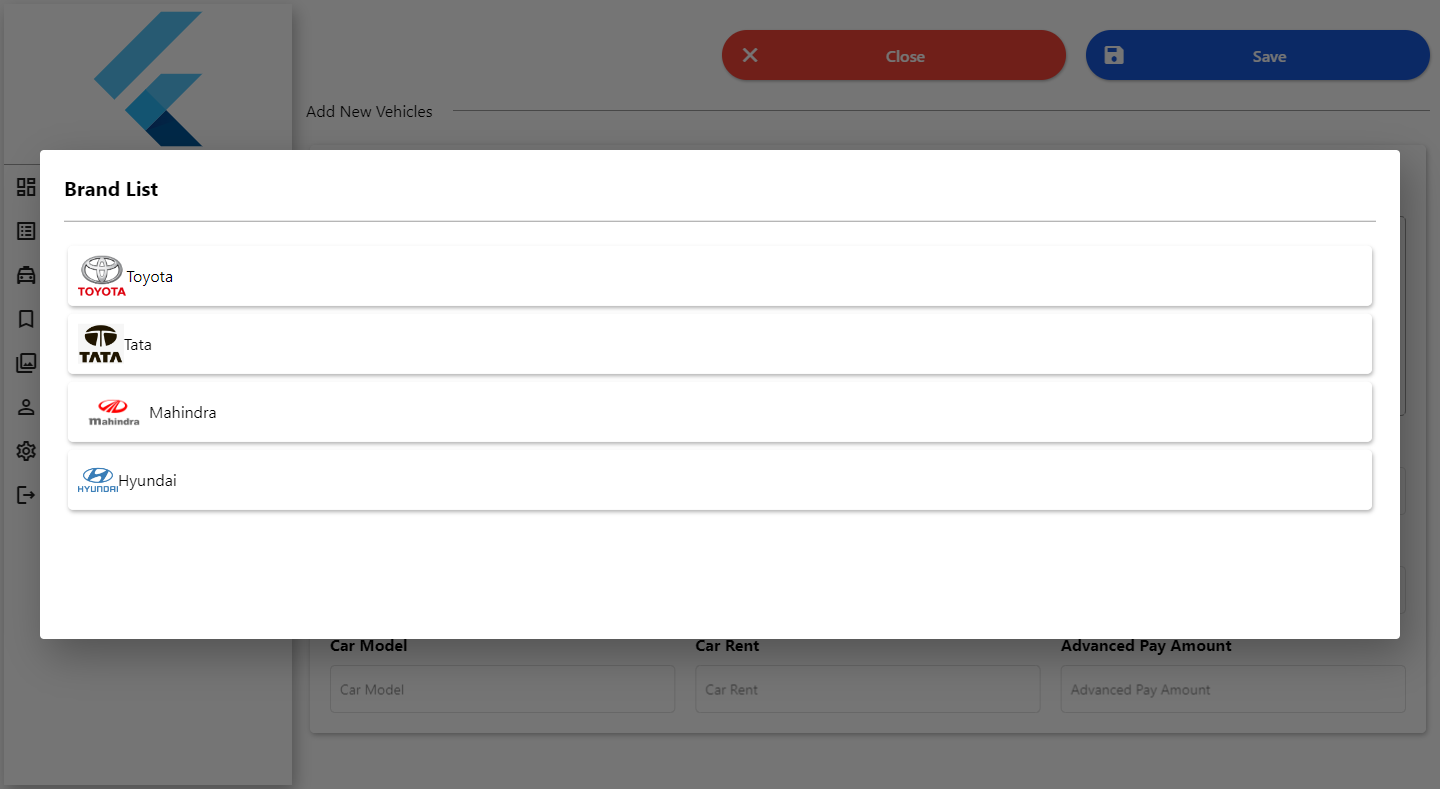 Close
Save
Add New Vehicles
Brand List
TOYOTA Toyota
TATA Tata
mahindra Mahindra
HYUNDAI Hyundai
Car Model
Car Rent
Advanced Pay Amount
Car Model
Car Rent
Advanced Pay Amount